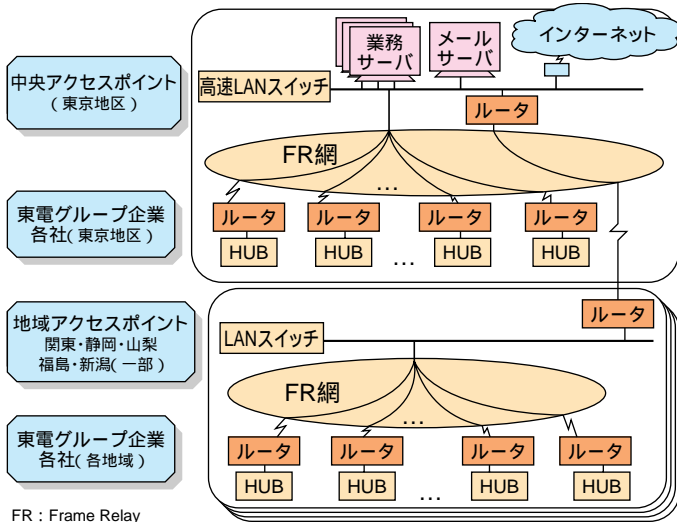 中央アクセスポイント
(東京地区)
業務
サーバ
メール
サーバ
インターネット
高速LANスイッチ
ルータ
FR網
…
東電グループ企業
各社(東京地区)
ルータ
ルータ
ルータ
ルータ
HUB
HUB
…
HUB
HUB
地域アクセスポイント
関東・静岡・山梨
福島・新潟(一部)
ルータ
LANスイッチ
FR網
…
東電グループ企業
各社(各地域)
ルータ
ルータ
ルータ
ルータ
HUB
HUB
…
HUB
HUB
FR：Frame Relay